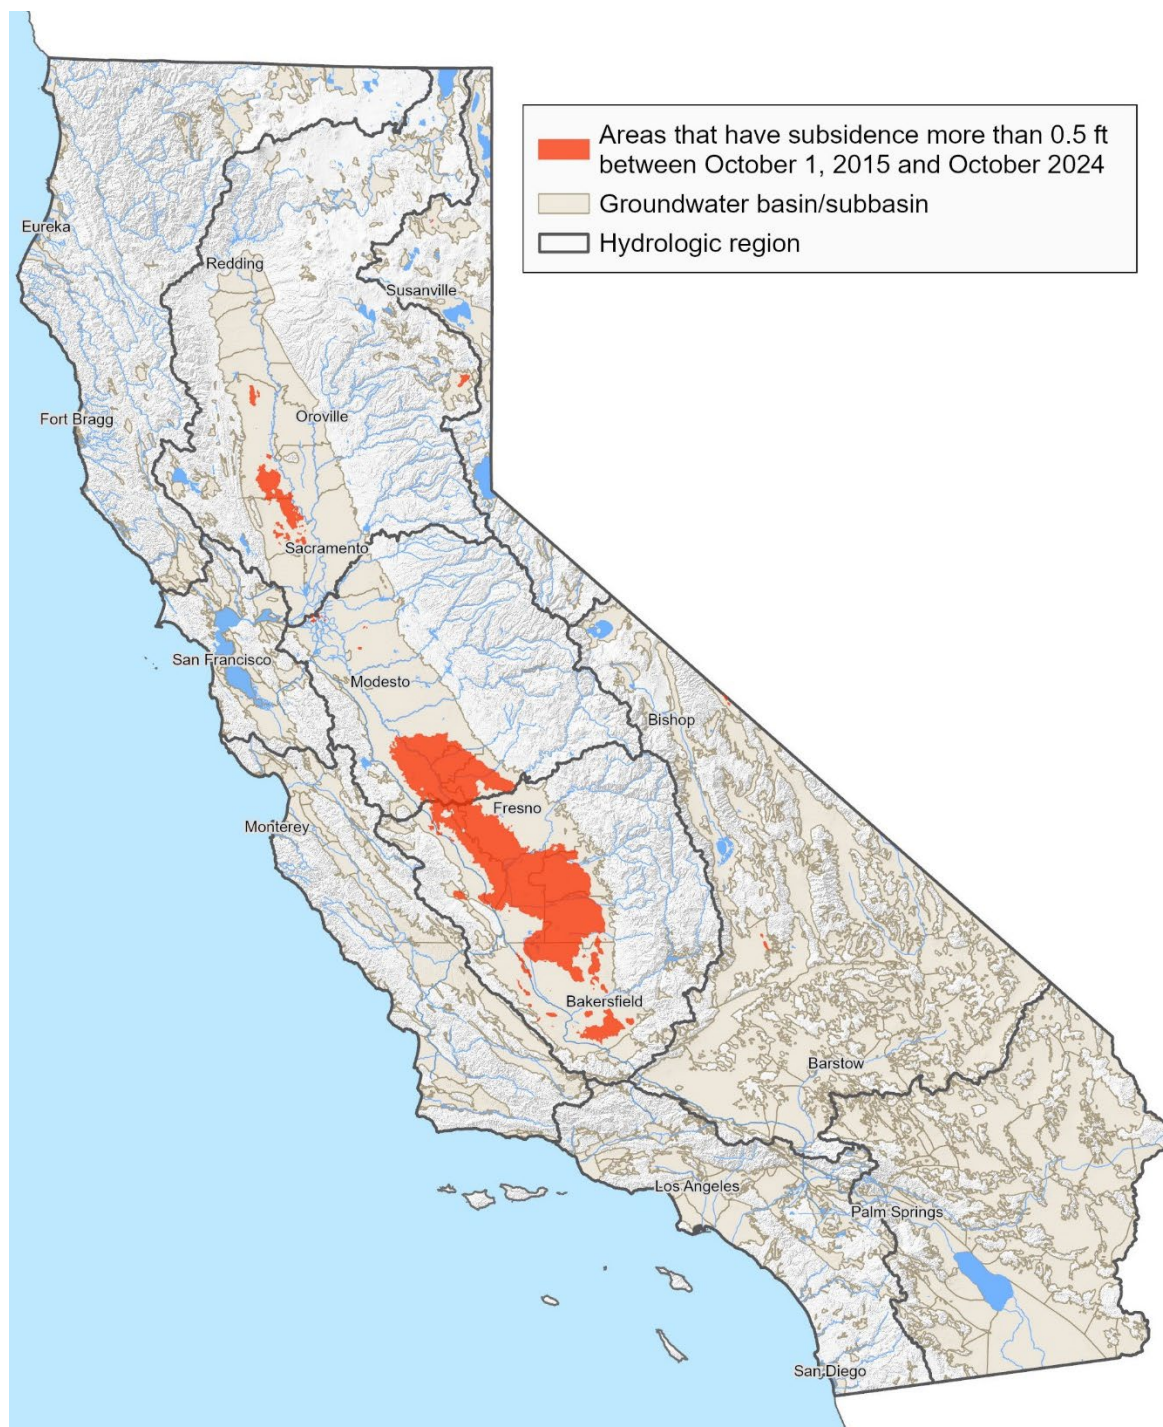 Areas that have subsidence more than 0.5 ft
between October 1, 2015 and October 2024
Groundwater basin/subbasin
Hydrologic region
Eureka
Redding
Susanville
Fort Bragg
Oroville
Sacramento
San Francisco
Modesto
Bishop
Fresno
Monterey
Bakersfield
Barstow
Los Angeles
Palm Springs
San Diego